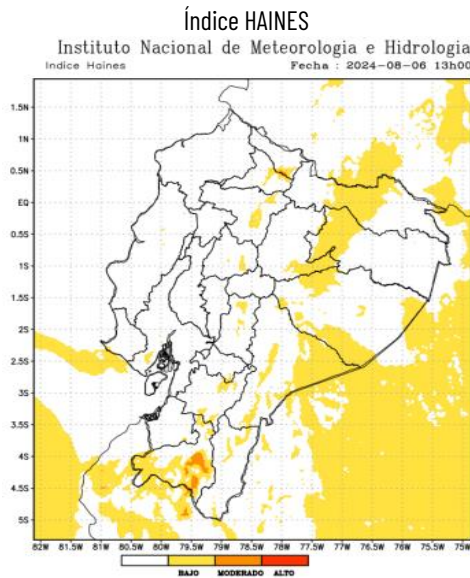 Índice HAINES
Instituto Nacional de Meteorologia e Hidrologia
Indice Haines
Fecha : 2024-08-06 13h00
1.5N
1N
0.5N
EQ
0.5S
1S
1.5S
2S
2.5S
3S
3.5S
4S
4.5S
5S
82W 81.5W 81W 80.5W 80W 79.5W 79W 78.5W 78W 77.5W 77W 76.5W 76W 75.5W 75W
BAJO MODERADO ALTO